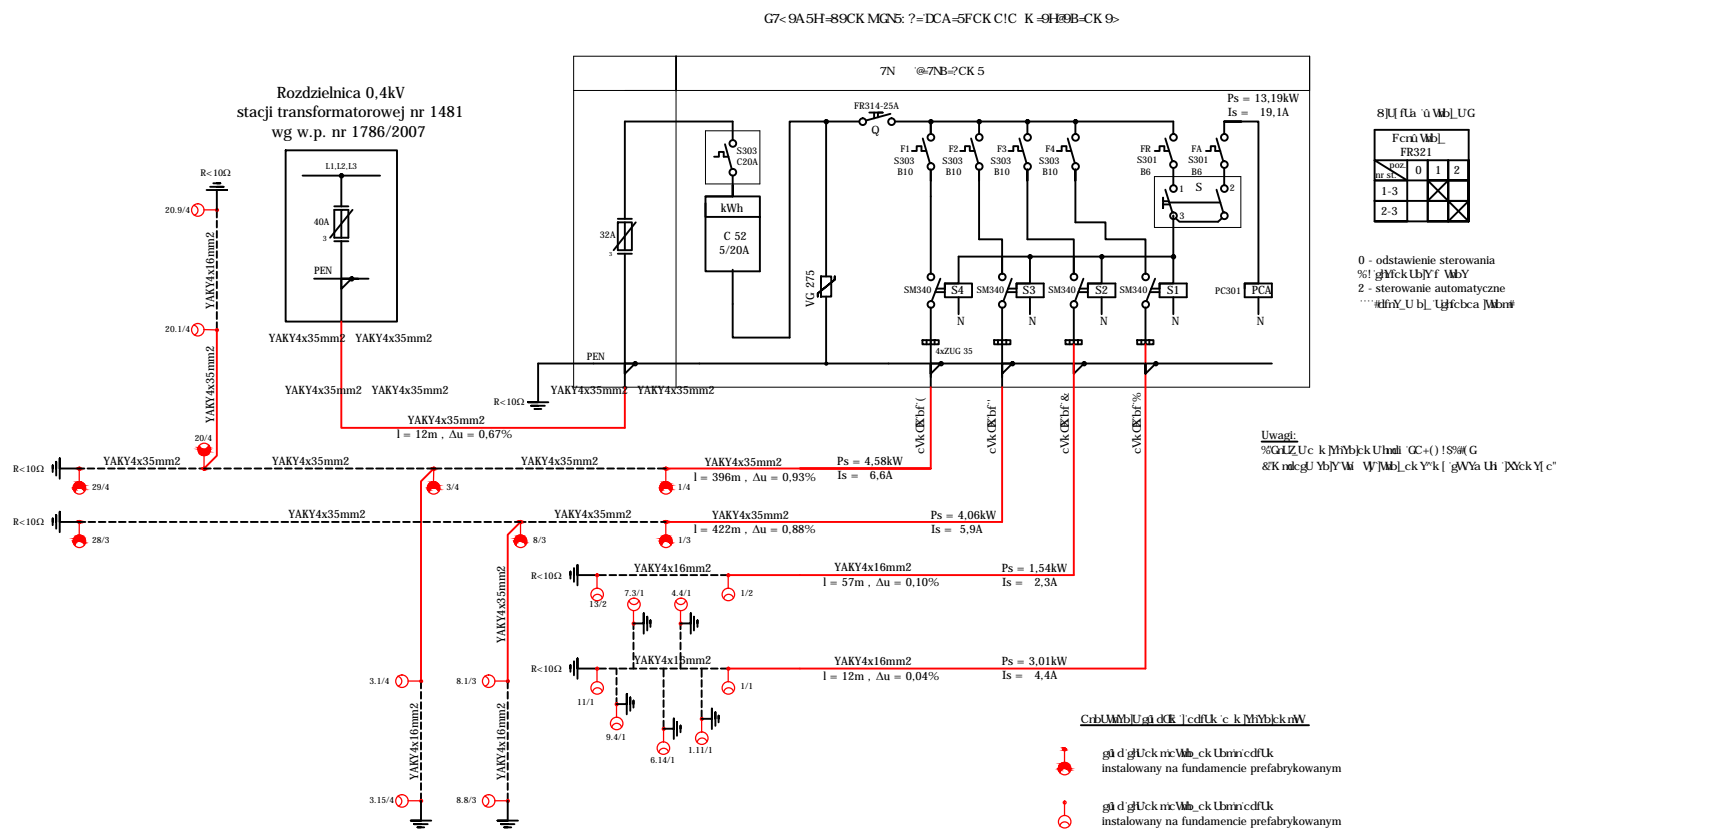 Rozdzielnica 0,4kV
stacji transformatorowej nr 1481
wg w.p. nr 1786/2007
L1,L2,L3
40A
3
PEN
YAKY4x35mm2 YAKY4x35mm2
YAKY4x35mm2 YAKY4x35mm2
R<10Ω
20.9/4
YAKY4x16mm2
20.1/4
YAKY4x35mm2
20/4
32A
3
S303
C20A
kWh
C 52
5/20A
VG 275
FR314-25A
Q
F1
S303
B10
F2
S303
B10
F3
S303
B10
F4
S303
B10
FR
S301
B6
FA
S301
B6
Ps = 13,19kW
Is = 19,1A
1
S
2
3
SM340
S4
SM340
S3
SM340
S2
SM340
S1
PC301
PCA
N
N
N
N
N
4xZUG 35
PEN
YAKY4x35mm2 YAKY4x35mm2
R<10Ω
YAKY4x35mm2
l = 12m , Δu = 0,67%
FR321
poz.
nr st.
0
1
2
1-3
2-3
0 - odstawienie sterowania
2 - sterowanie automatyczne
Uwagi:
R<10Ω
YAKY4x35mm2
YAKY4x35mm2
YAKY4x35mm2
YAKY4x35mm2
l = 396m , Δu = 0,93%
Ps = 4,58kW
Is = 6,6A
29/4
3/4
1/4
R<10Ω
YAKY4x35mm2
YAKY4x35mm2
YAKY4x35mm2
l = 422m , Δu = 0,88%
Ps = 4,06kW
Is = 5,9A
28/3
8/3
1/3
YAKY4x35mm2
R<10Ω
YAKY4x16mm2
YAKY4x16mm2
l = 57m , Δu = 0,10%
Ps = 1,54kW
Is = 2,3A
13/2
7.3/1
4.4/1
1/2
R<10Ω
YAKY4x16mm2
YAKY4x16mm2
l = 12m , Δu = 0,04%
Ps = 3,01kW
Is = 4,4A
11/1
1/1
9.4/1
6.14/1
1.11/1
3.1/4
8.1/3
YAKY4x16mm2
YAKY4x16mm2
3.15/4
8.8/3
instalowany na fundamencie prefabrykowanym
instalowany na fundamencie prefabrykowanym